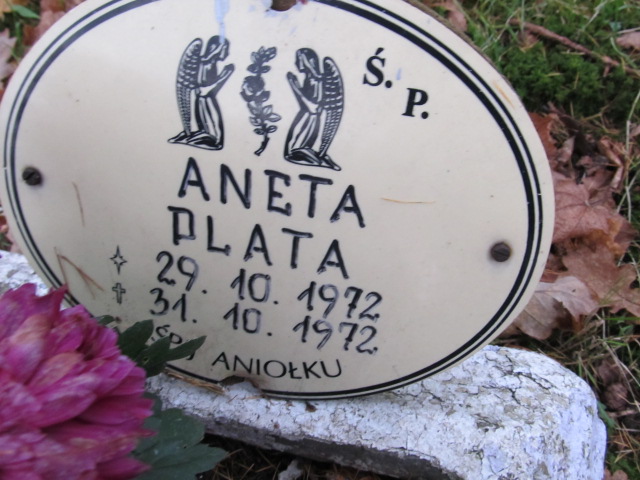 Ś. P.
ANETA
PLATA
29. 10. 1972
31. 10. 1972
ANIOŁKU